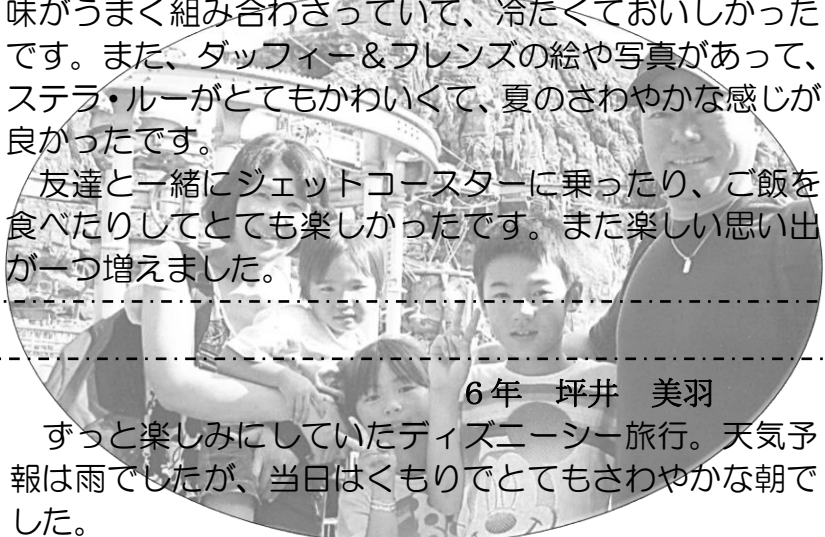 味がうまく組み合わさっていて、冷たくておいしかった
です。また、ダッフィー＆フレンズの絵や写真があって、
ステラ・ルーがとてもかわいくて、夏のさわやかな感じが
良かったです。
友達と一緒にジェットコースターに乗ったり、ご飯を
食べたりしてとても楽しかったです。また楽しい思い出
が一つ増えました。
６年　坪井　美羽
ずっと楽しみにしていたディズニーシー旅行。天気予
報は雨でしたが、当日はくもりでとてもさわやかな朝で
した。